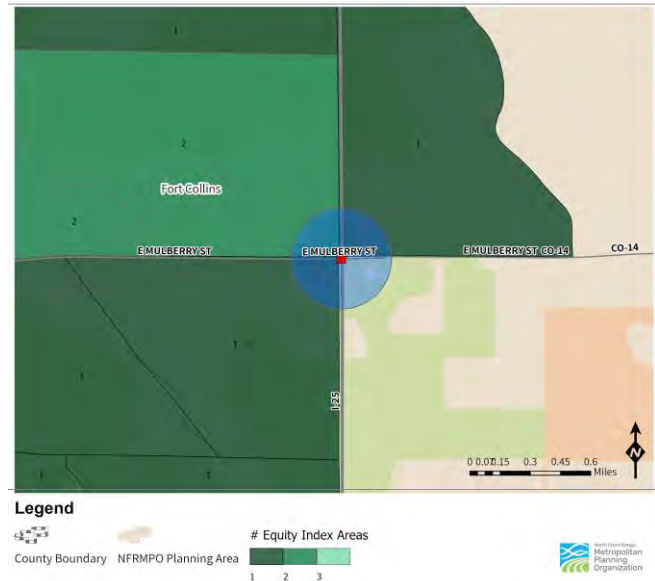 1
2
1
Fort Collins
2
E MULBERRY ST
E MULBERRY ST
E MULBERRY ST CO-14
CO-14
1
1
I-25
1
1
0 0.07 0.15 0.3 0.45 0.6
Miles
N
Legend
County Boundary
NFRMPO Planning Area
# Equity Index Areas
1 2 3
North Front Range
Metropolitan
Planning
Organization